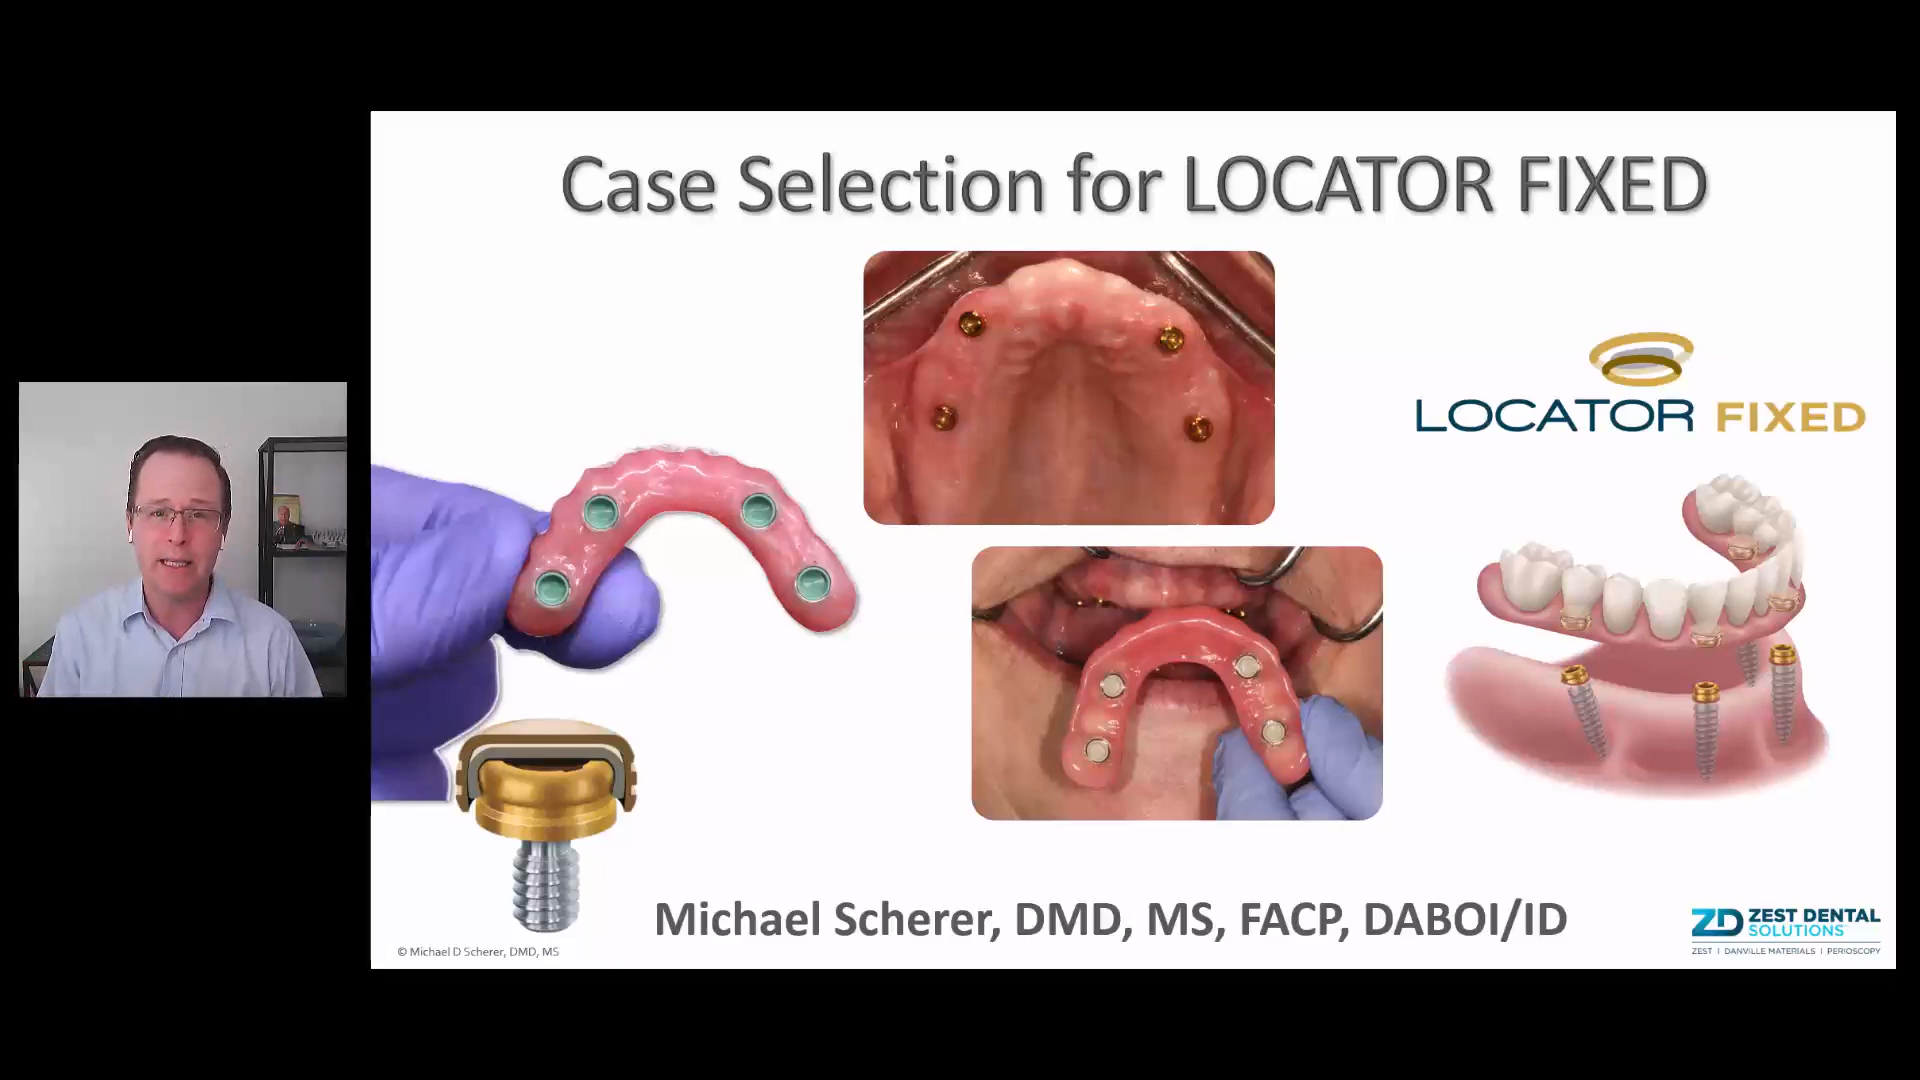 Case Selection for LOCATOR FIXED
LOCATOR FIXED
Michael Scherer, DMD, MS, FACP, DABOI/ID
© Michael D Scherer, DMD, MS
ZD ZEST DENTAL
SOLUTIONS
ZEST | DANVILLE MATERIALS | PERIOSCOPY